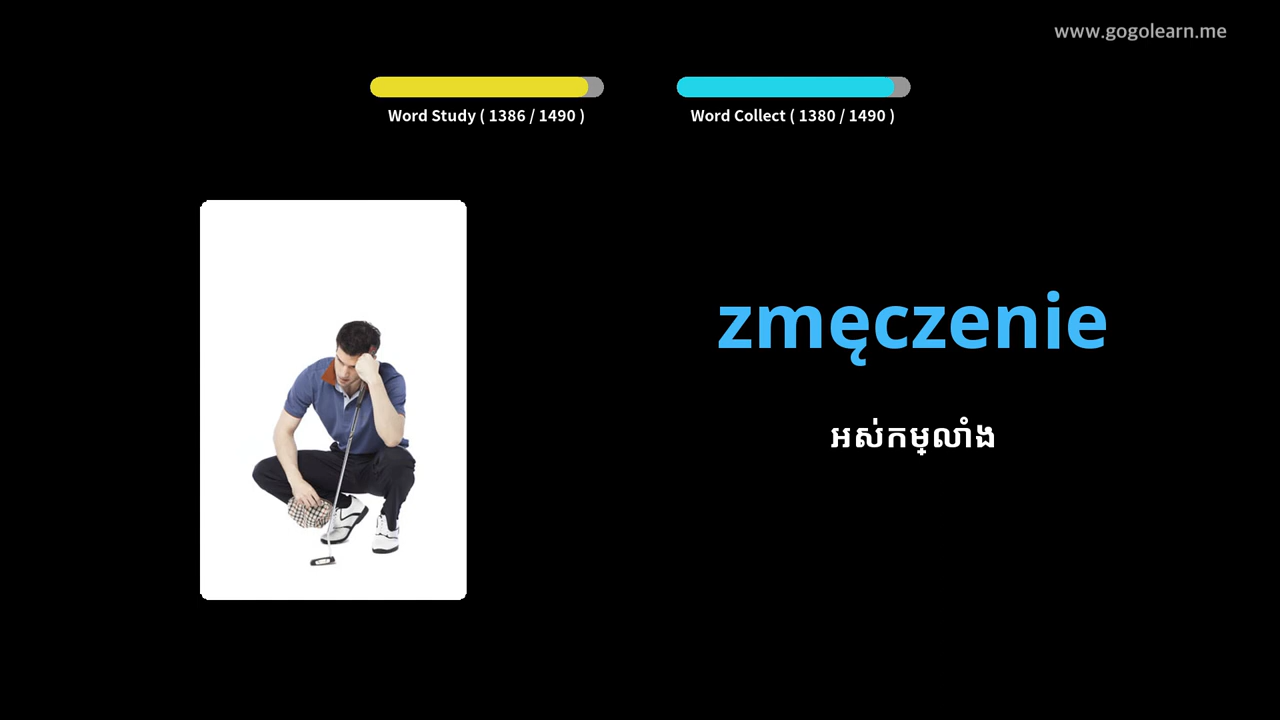 www.gogolearn.me
Word Study ( 1386 / 1490 )
Word Collect ( 1380 / 1490 )
zmęczenie
អស់កម្លាំង